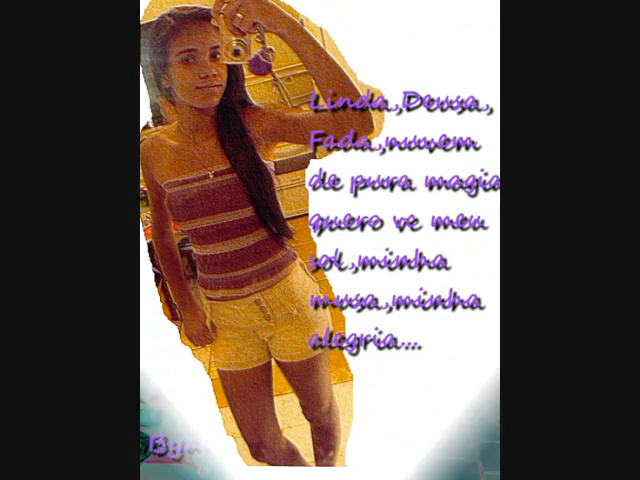 Linda,Deusa,
Fada,nuvem
de pura magia
quero ve meu
sol,minha
musa,minha
alegria...